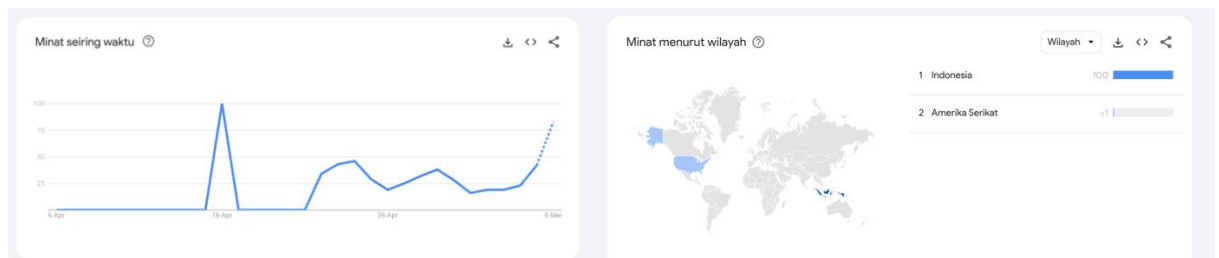 Minat seiring waktu
100
75
50
25
6 Apr
16 Apr
26 Apr
6 Mei
Minat menurut wilayah
Wilayah
1 Indonesia 100
2 Amerika Serikat <1